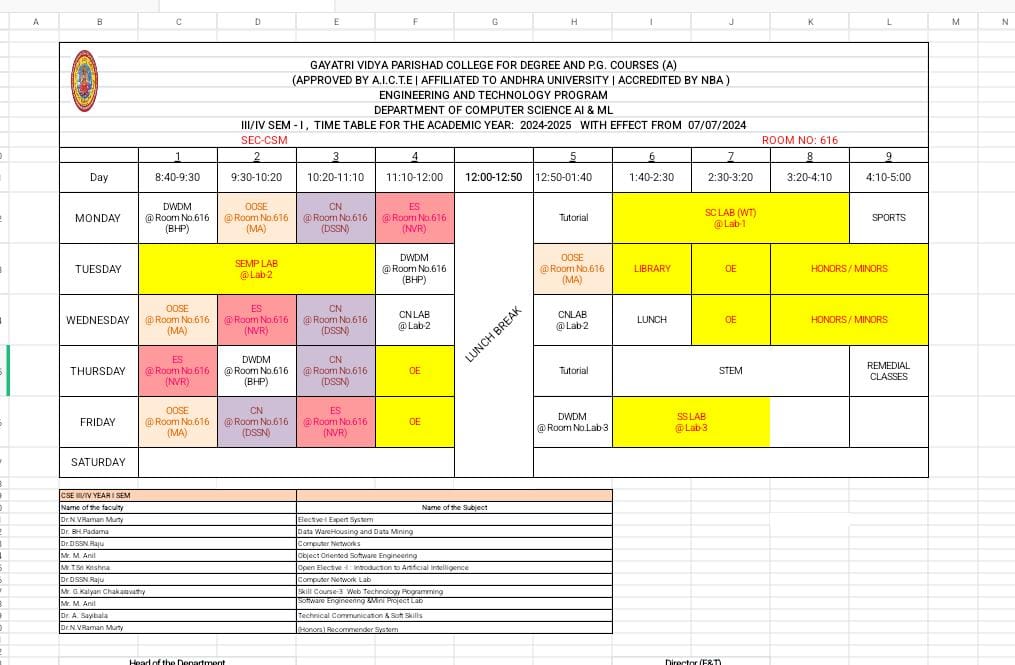 A B C D E F G H I J K L M N
GAYATRI VIDYA PARISHAD COLLEGE FOR DEGREE AND P.G. COURSES (A)
(APPROVED BY A.I.C.T.E | AFFILIATED TO ANDHRA UNIVERSITY | ACCREDITED BY NBA )
ENGINEERING AND TECHNOLOGY PROGRAM
DEPARTMENT OF COMPUTER SCIENCE AI & ML
III/IV SEM - I , TIME TABLE FOR THE ACADEMIC YEAR: 2024-2025 WITH EFFECT FROM 07/07/2024
SEC-CSM ROOM NO: 616
1 2 3 4 5 6 7 8 9
Day 8:40-9:30 9:30-10:20 10:20-11:10 11:10-12:00 12:00-12:50 12:50-01:40 1:40-2:30 2:30-3:20 3:20-4:10 4:10-5:00
DWDM OOSE CN ES SC LAB (WT)
MONDAY @ Room No.616 @ Room No.616 @ Room No.616 @ Room No.616 Tutorial @ Lab-1 SPORTS
(BHP) (MA) (DSSN) (NVR)
SEMP LAB DWDM OOSE
TUESDAY @ Lab-2 @ Room No.616 @ Room No.616 LIBRARY OE HONORS / MINORS
(BHP) (MA)
OOSE ES CN CN LAB CNLAB
WEDNESDAY @ Room No.616 @ Room No.616 @ Room No.616 @ Lab-2 @ Lab-2 LUNCH OE HONORS / MINORS
(MA) (NVR) (DSSN)
LUNCH BREAK
ES DWDM CN REMEDIAL
THURSDAY @ Room No.616 @ Room No.616 @ Room No.616 OE Tutorial STEM CLASSES
(NVR) (BHP) (DSSN)
OOSE CN ES DWDM SS LAB
FRIDAY @ Room No.616 @ Room No.616 @ Room No.616 OE @ Room No.Lab-3 @ Lab-3
(MA) (DSSN) (NVR)
SATURDAY
CSE III/IV YEAR I SEM
Name of the faculty Name of the Subject
Dr.N.V.Raman Murty Elective-I Expert System
Dr. BH.Padama Data WareHousing and Data Mining
Dr.DSSN.Raju Computer Networks
Mr. M. Anil Object Oriented Software Engineering
Mr.T.Sri Krishna Open Elective -I : Introduction to Artificial Intelligence
Dr.DSSN.Raju Computer Network Lab
Mr. G.Kalyan Chakaravathy Skill Course-3 Web Technology Programming
Mr. M. Anil Software Engineering &Mini Project Lab
Dr. A. Sayibala Technical Communication & Soft Skills
Dr.N.V.Raman Murty (Honors) Recommender System
Head of the Department Director (E&T)